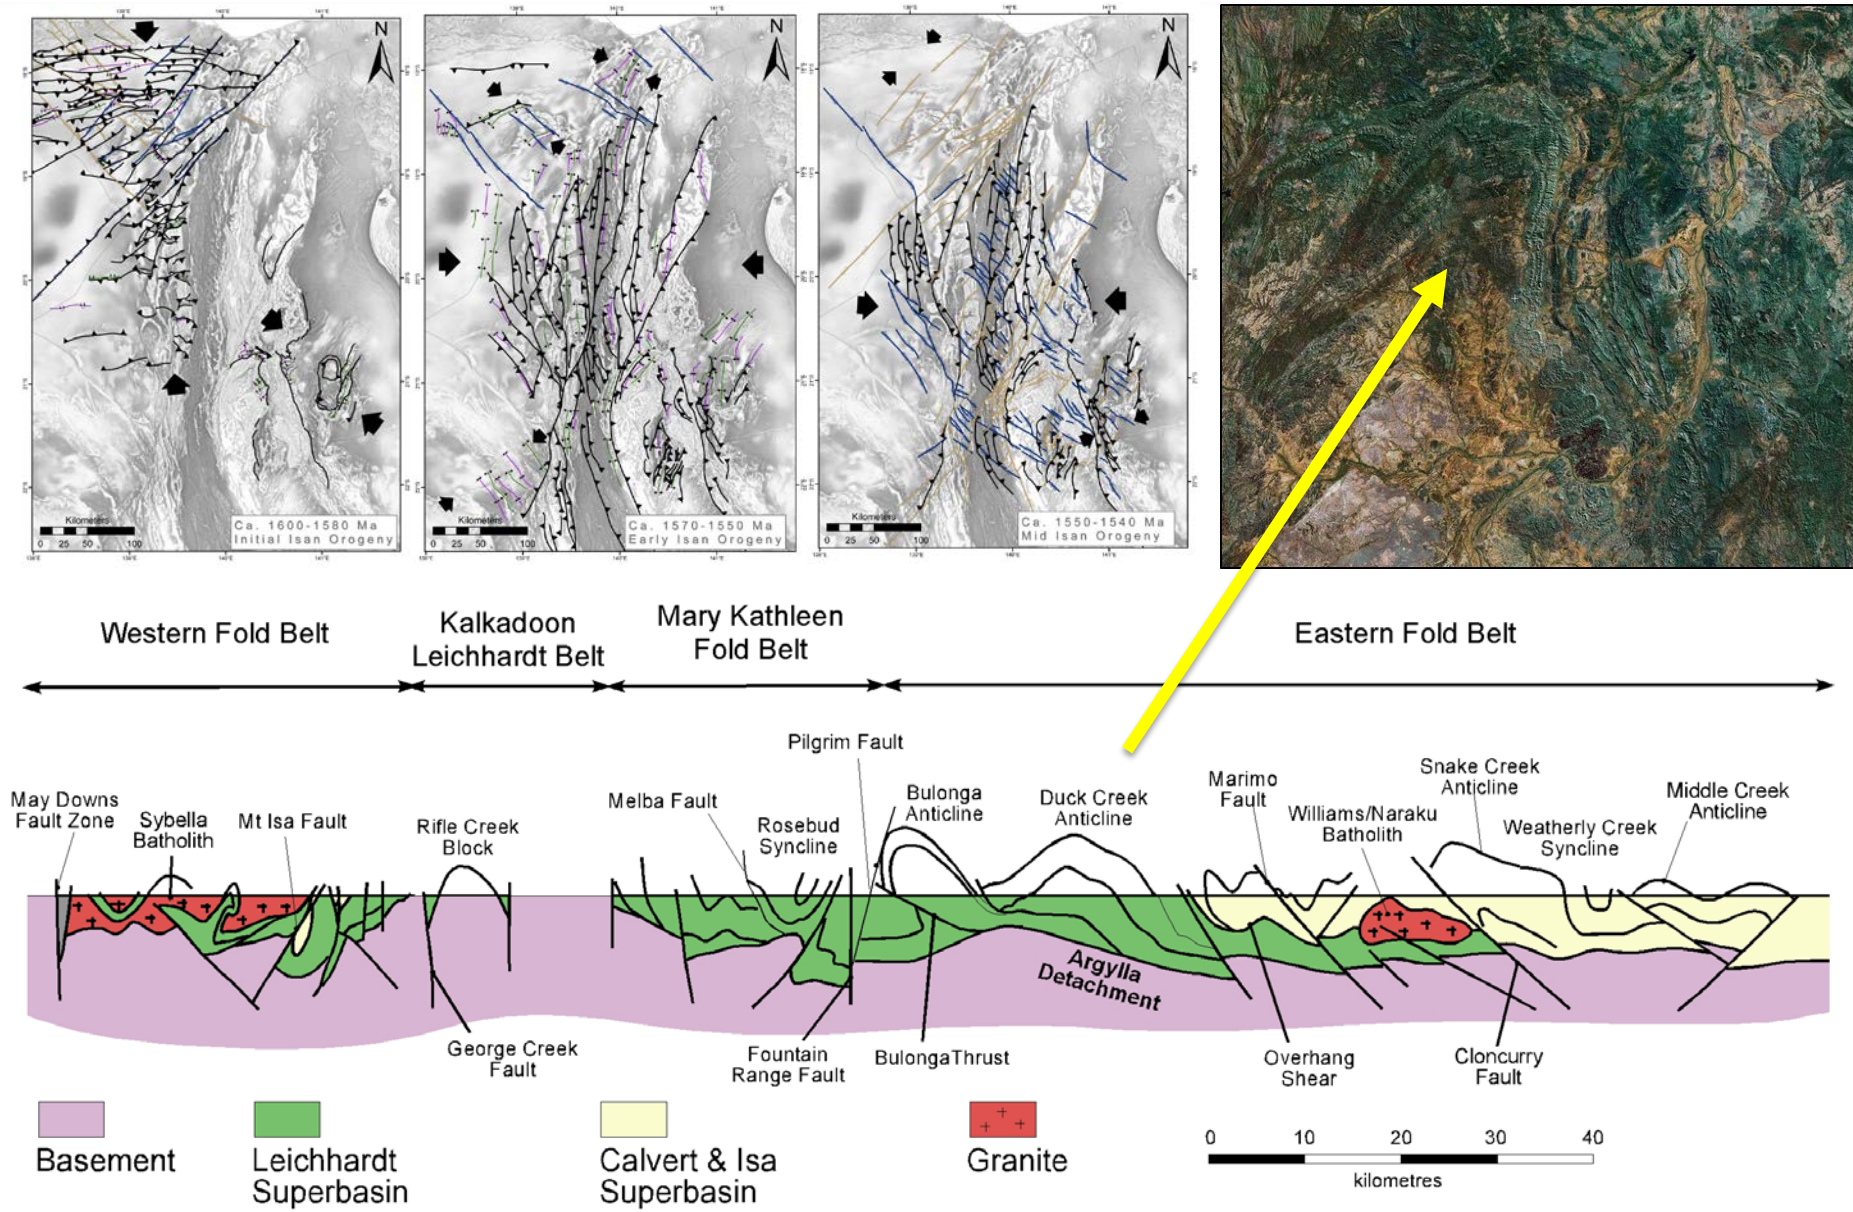 N
N
N
Kilometers
0 25 50 100
Ca. 1600-1580 Ma
Initial Isan Orogeny
Kilometers
0 25 50 100
Ca. 1570-1550 Ma
Early Isan Orogeny
Kilometers
0 25 50 100
Ca. 1550-1540 Ma
Mid Isan Orogeny
Western Fold Belt
Kalkadoon
Leichhardt Belt
Mary Kathleen
Fold Belt
Eastern Fold Belt
May Downs
Fault Zone
Sybella
Batholith
Mt Isa Fault
Rifle Creek
Block
Melba Fault
Pilgrim Fault
Rosebud
Syncline
Bulonga
Anticline
Duck Creek
Anticline
Marimo
Fault
Williams/Naraku
Batholith
Snake Creek
Anticline
Weatherly Creek
Syncline
Middle Creek
Anticline
Argylla
Detachment
George Creek
Fault
Fountain
Range Fault
BulongaThrust
Overhang
Shear
Cloncurry
Fault
Basement
Leichhardt
Superbasin
Calvert & Isa
Superbasin
Granite
0 10 20 30 40
kilometres